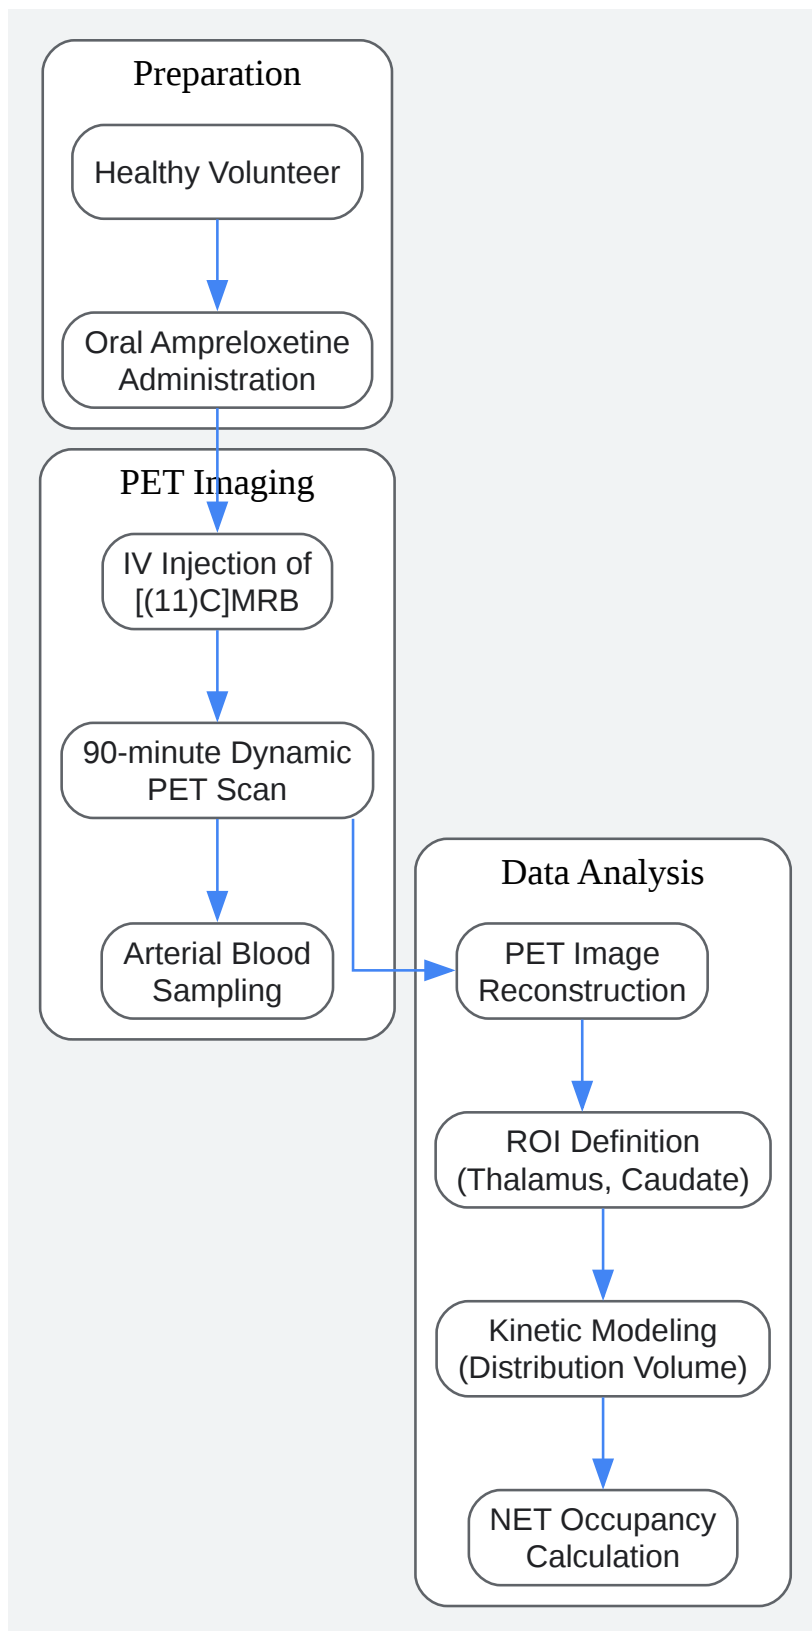 Preparation
Healthy Volunteer
Oral Ampreloxetine
Administration
PET Imaging
IV Injection of
[(11)C]MRB
90-minute Dynamic
PET Scan
Arterial Blood
Sampling
Data Analysis
PET Image
Reconstruction
ROI Definition
(Thalamus, Caudate)
Kinetic Modeling
(Distribution Volume)
NET Occupancy
Calculation